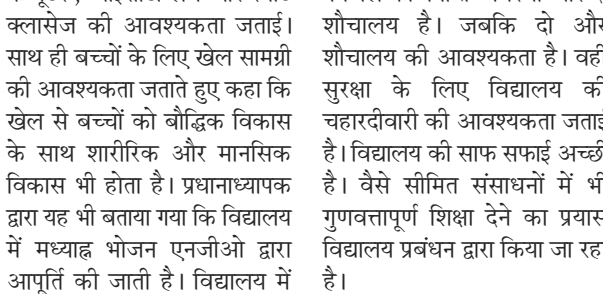 क्लासेज की आवश्यकता जताई।
साथ ही बच्चों के लिए खेल सामग्री
की आवश्यकता जताते हुए कहा कि
खेल से बच्चों को बौद्धिक विकास
के साथ शारीरिक और मानसिक
विकास भी होता है। प्रधानाध्यापक
द्वारा यह भी बताया गया कि विद्यालय
में मध्याह्न भोजन एनजीओ द्वारा
आपूर्ति की जाती है। विद्यालय में
शौचालय है। जबकि दो और
शौचालय की आवश्यकता है। वही
सुरक्षा के लिए विद्यालय की
चहारदीवारी की आवश्यकता जताई
है। विद्यालय की साफ सफाई अच्छी
है। वैसे सीमित संसाधनों में भी
गुणवत्तापूर्ण शिक्षा देने का प्रयास
विद्यालय प्रबंधन द्वारा किया जा रह
है।